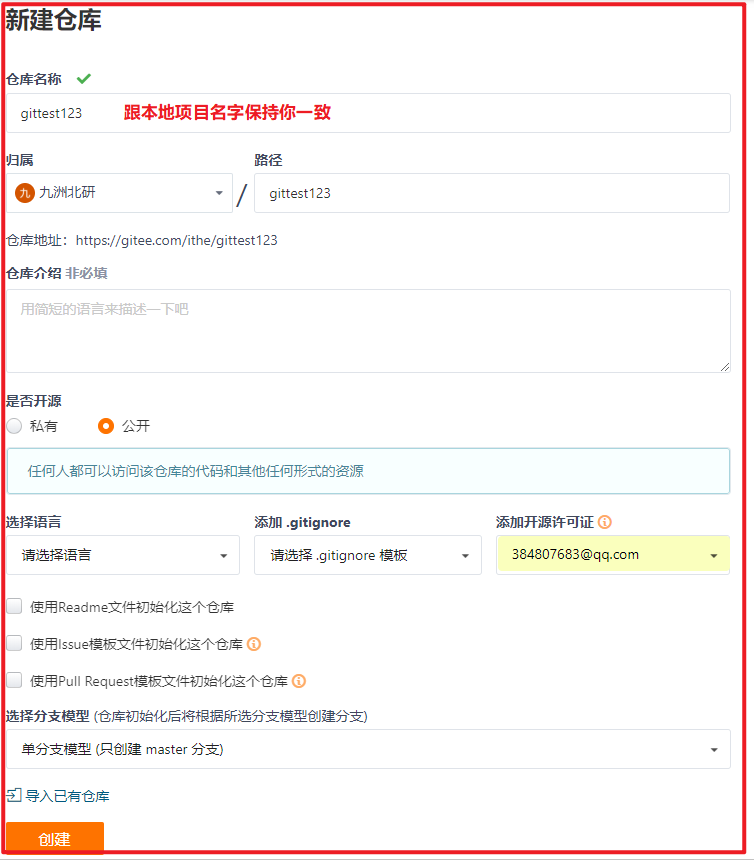 新建仓库
仓库名称
gittest123 跟本地项目名字保持你一致
归属 路径
九 九洲北研 / gittest123
仓库地址：https://gitee.com/ithe/gittest123
仓库介绍 非必填
用简短的语言来描述一下吧
是否开源
私有 公开
任何人都可以访问该仓库的代码和其他任何形式的资源
选择语言 添加 .gitignore 添加开源许可证
请选择语言 请选择 .gitignore 模板 384807683@qq.com
使用Readme文件初始化这个仓库
使用Issue模板文件初始化这个仓库
使用Pull Request模板文件初始化这个仓库
选择分支模型 (仓库初始化后将根据所选分支模型创建分支)
单分支模型 (只创建 master 分支)
导入已有仓库
创建